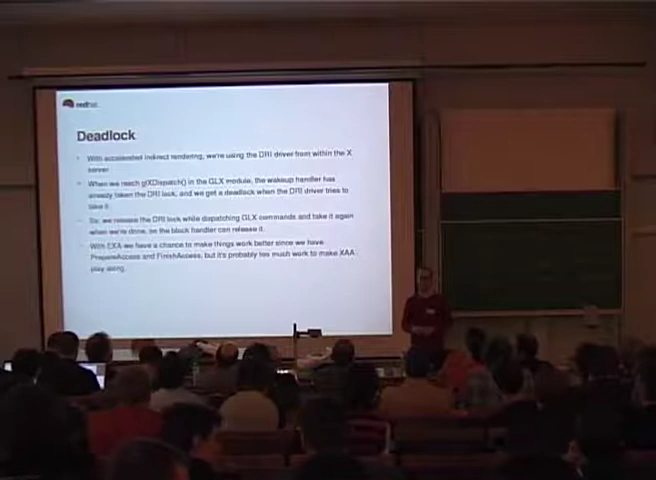 redhat
Deadlock
With accelerated indirect rendering, we're using the DRI driver from within the X
server.
When we reach glXDispatch() in the GLX module, the wakeup handler has
already taken the DRI lock, and we get a deadlock when the DRI driver tries to
take it.
So, we release the DRI lock while dispatching GLX commands and take it again
when we're done, so the block handler can release it.
With EXA we have a chance to make things work better since we have
PrepareAccess and FinishAccess, but it's probably too much work to make XAA
play along.